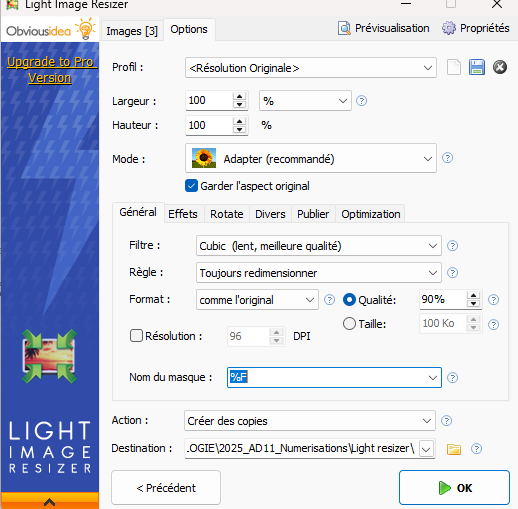 Light Image Resizer
Obviousidea
Upgrade to Pro
Version
Images [3]
Options
Prévisualisation
Propriétés
Profil :
<Résolution Originale>
Largeur :
100
%
Hauteur :
100
%
Mode :
Adapter (recommandé)
Garder l'aspect original
Général
Effets
Rotate
Divers
Publier
Optimization
Filtre :
Cubic (lent, meilleure qualité)
Règle :
Toujours redimensionner
Format :
comme l'original
Qualité:
90%
Taille:
100 Ko
Résolution :
96
DPI
Nom du masque :
%F
Action :
Créer des copies
Destination :
.OGIE\2025_AD11_Numerisations\Light resizer\
LIGHT
IMAGE
RESIZER
< Précédent
OK